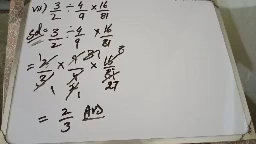 vii) 3/2 ÷ 4/9 × 16/81
Sol= 3/2 ÷ 4/9 × 16/81
= 2/3 × 9/4 × 16/81
27
= 2/3 Ans